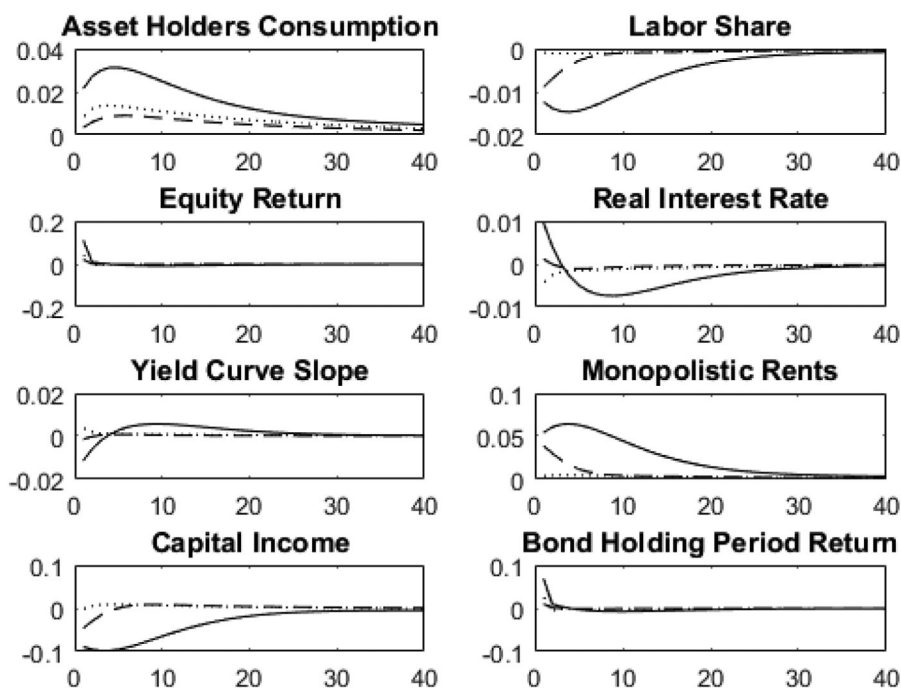 Asset Holders Consumption
0.04
0.02
0
0 10 20 30 40
Labor Share
0
-0.01
-0.02
0 10 20 30 40
Equity Return
0.2
0
-0.2
0 10 20 30 40
Real Interest Rate
0.01
0
-0.01
0 10 20 30 40
Yield Curve Slope
0.02
0
-0.02
0 10 20 30 40
Monopolistic Rents
0.1
0.05
0
0 10 20 30 40
Capital Income
0.1
0
-0.1
0 10 20 30 40
Bond Holding Period Return
0.1
0
-0.1
0 10 20 30 40